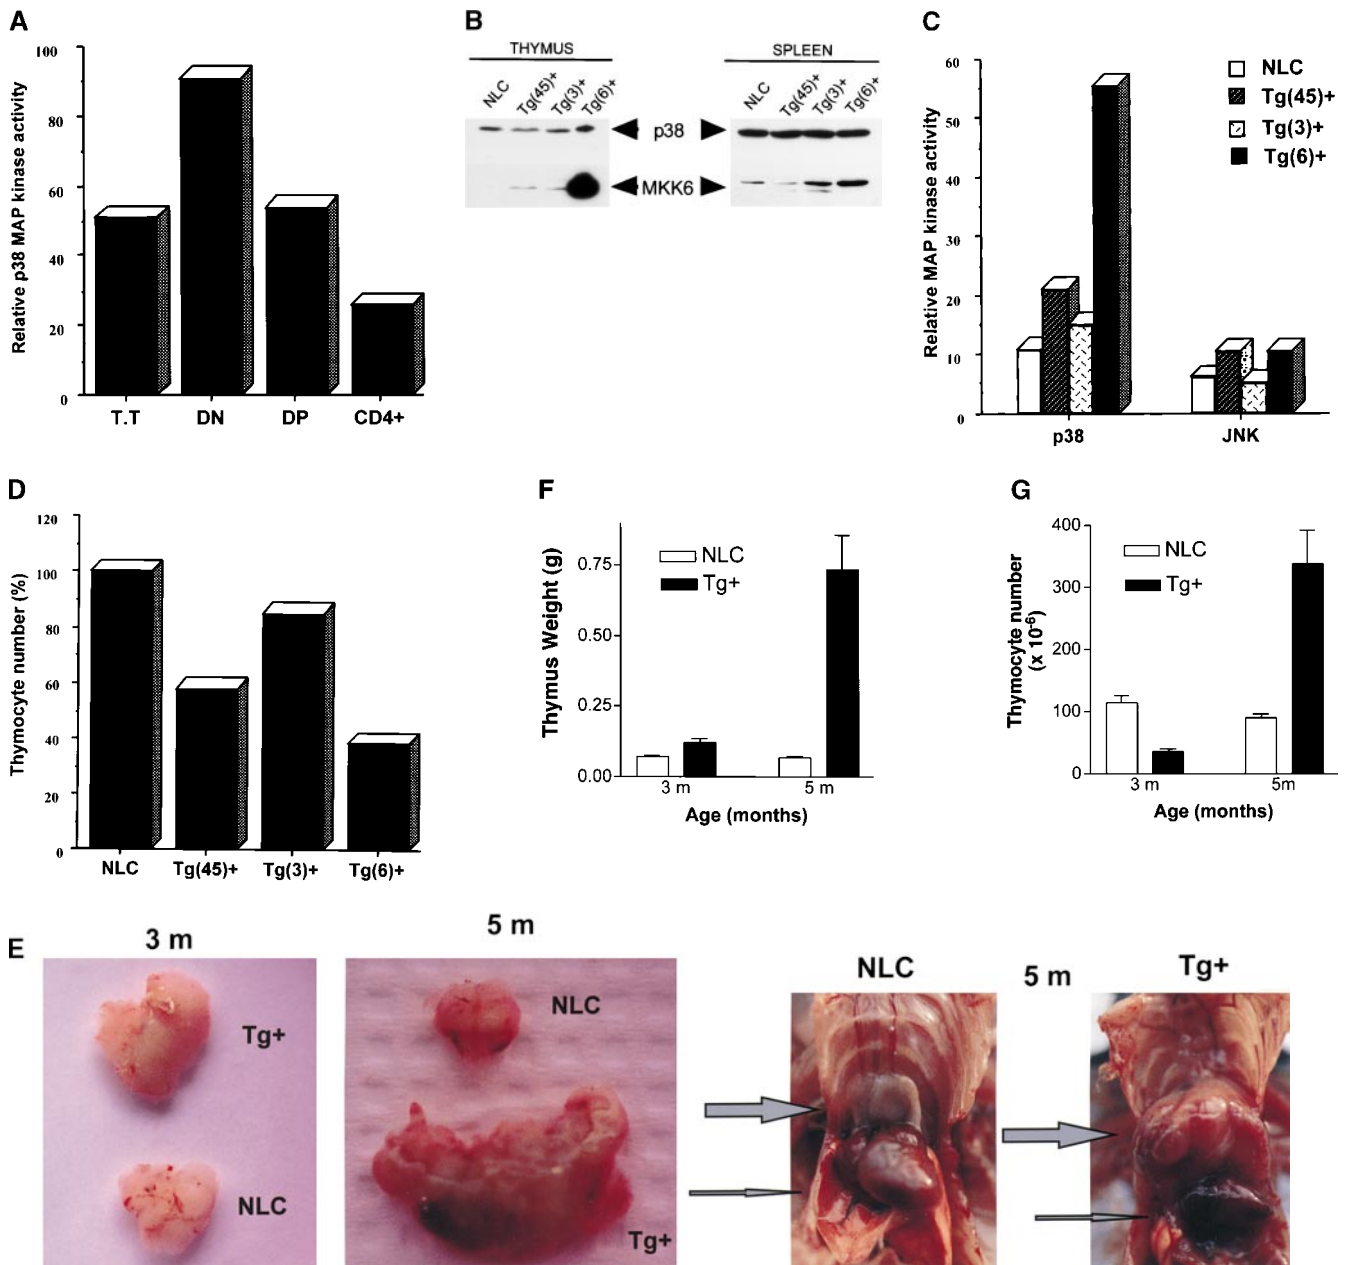 A
Relative p38 MAP kinase activity
100
80
60
40
20
0
T.T DN DP CD4+
B
THYMUS SPLEEN
NLC Tg(45)+ Tg(3)+ Tg(6)+ NLC Tg(45)+ Tg(3)+ Tg(6)+
p38
MKK6
C
Relative MAP kinase activity
60
50
40
30
20
10
0
NLC
Tg(45)+
Tg(3)+
Tg(6)+
p38 JNK
D
Thymocyte number (%)
120
100
80
60
40
20
0
NLC Tg(45)+ Tg(3)+ Tg(6)+
F
Thymus Weight (g)
0.75
0.50
0.25
0.00
NLC
Tg+
3 m 5 m
Age (months)
G
Thymocyte number
(x 10⁻⁶)
400
300
200
100
0
NLC
Tg+
3 m 5m
Age (months)
E
3 m
Tg+
NLC
5 m
NLC
Tg+
NLC 5 m Tg+